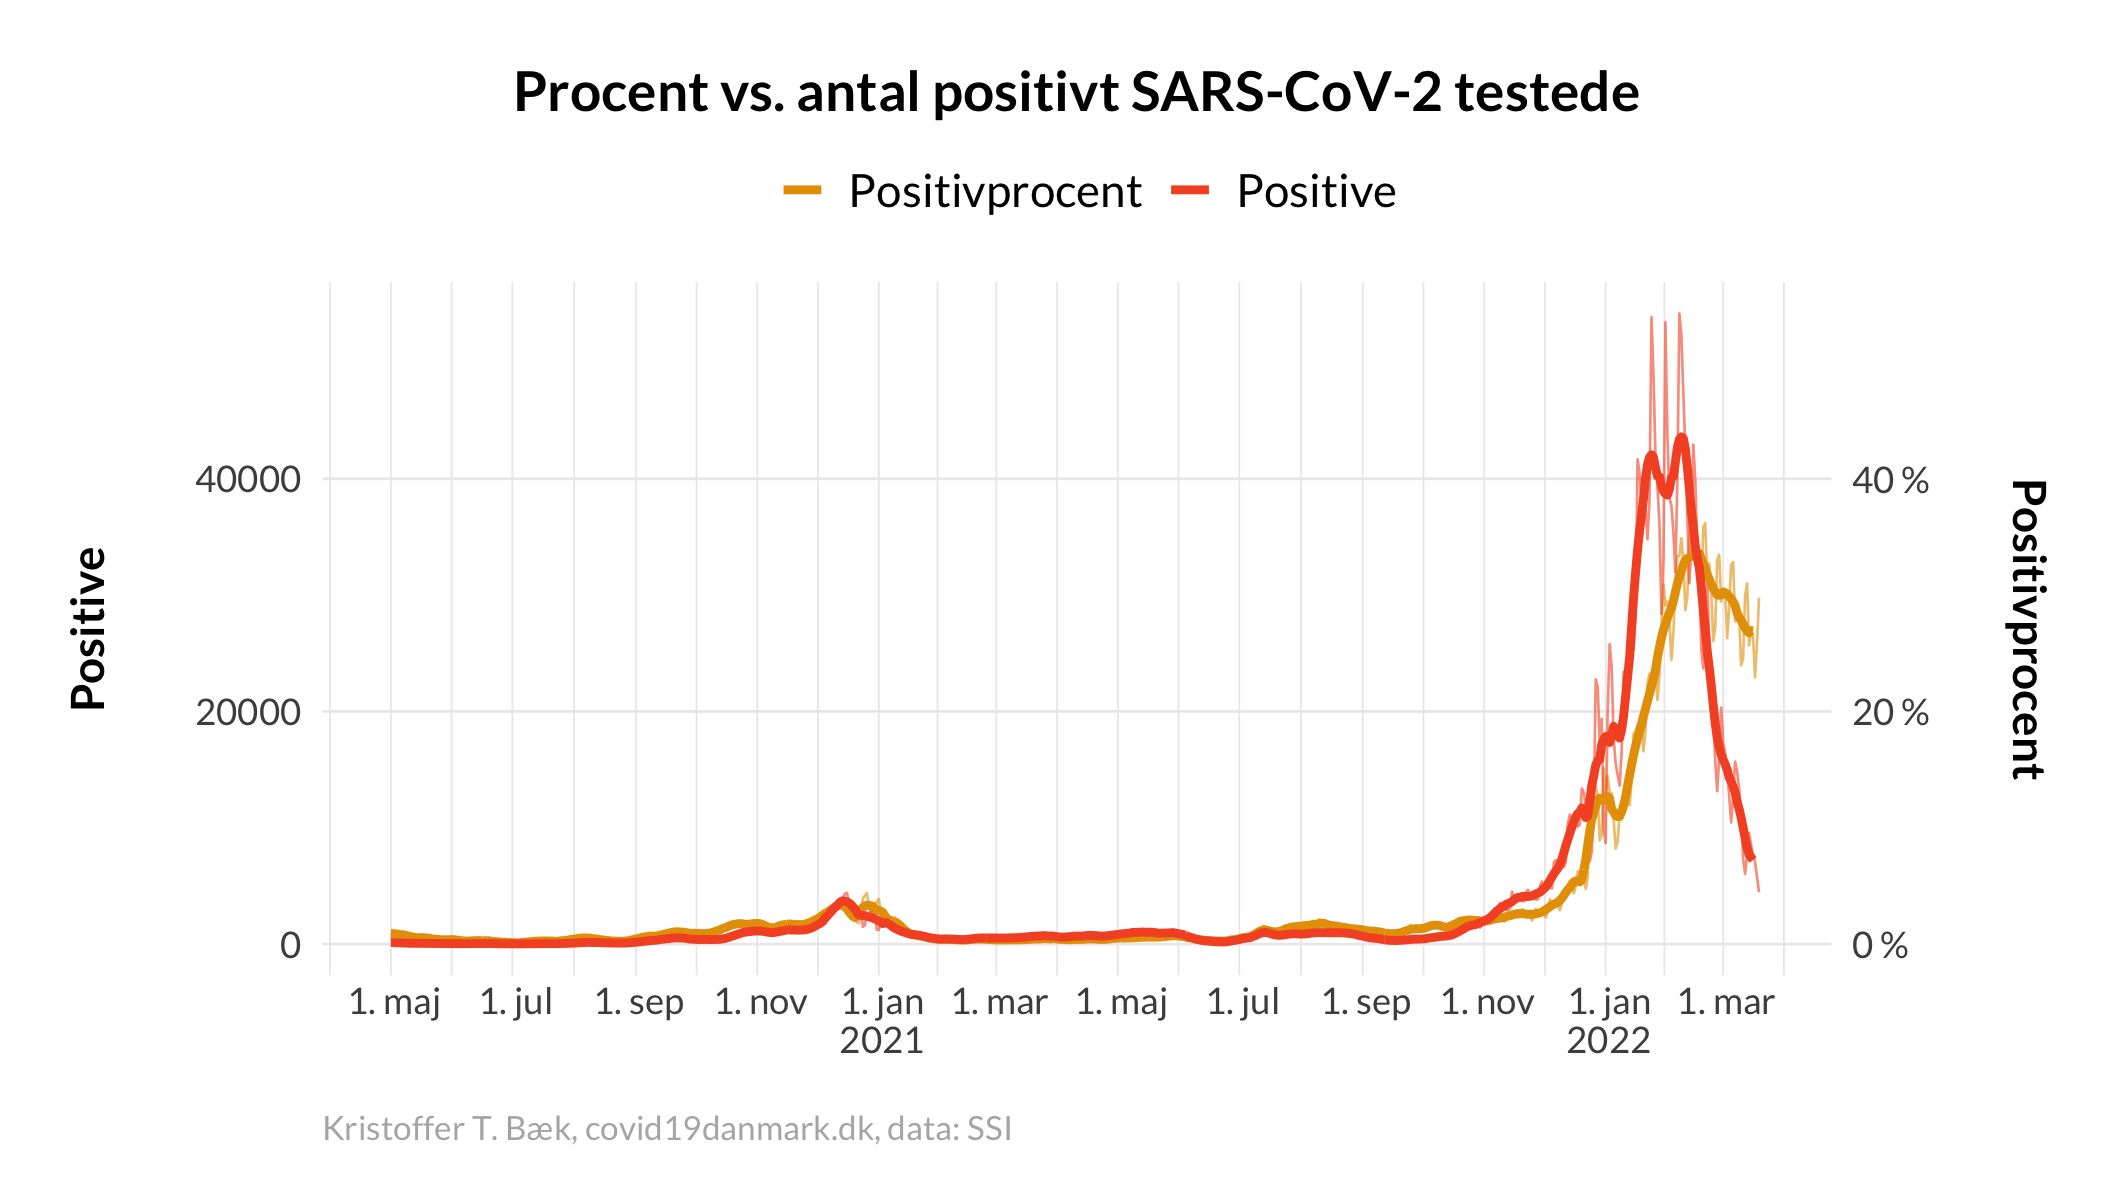 Procent vs. antal positivt SARS-CoV-2 testede
Positivprocent Positive
Positive
40000
20000
0
40 %
20 %
0 %
Positivprocent
1. maj 1. jul 1. sep 1. nov 1. jan 1. mar 1. maj 1. jul 1. sep 1. nov 1. jan 1. mar
2021 2022
Kristoffer T. Bæk, covid19danmark.dk, data: SSI